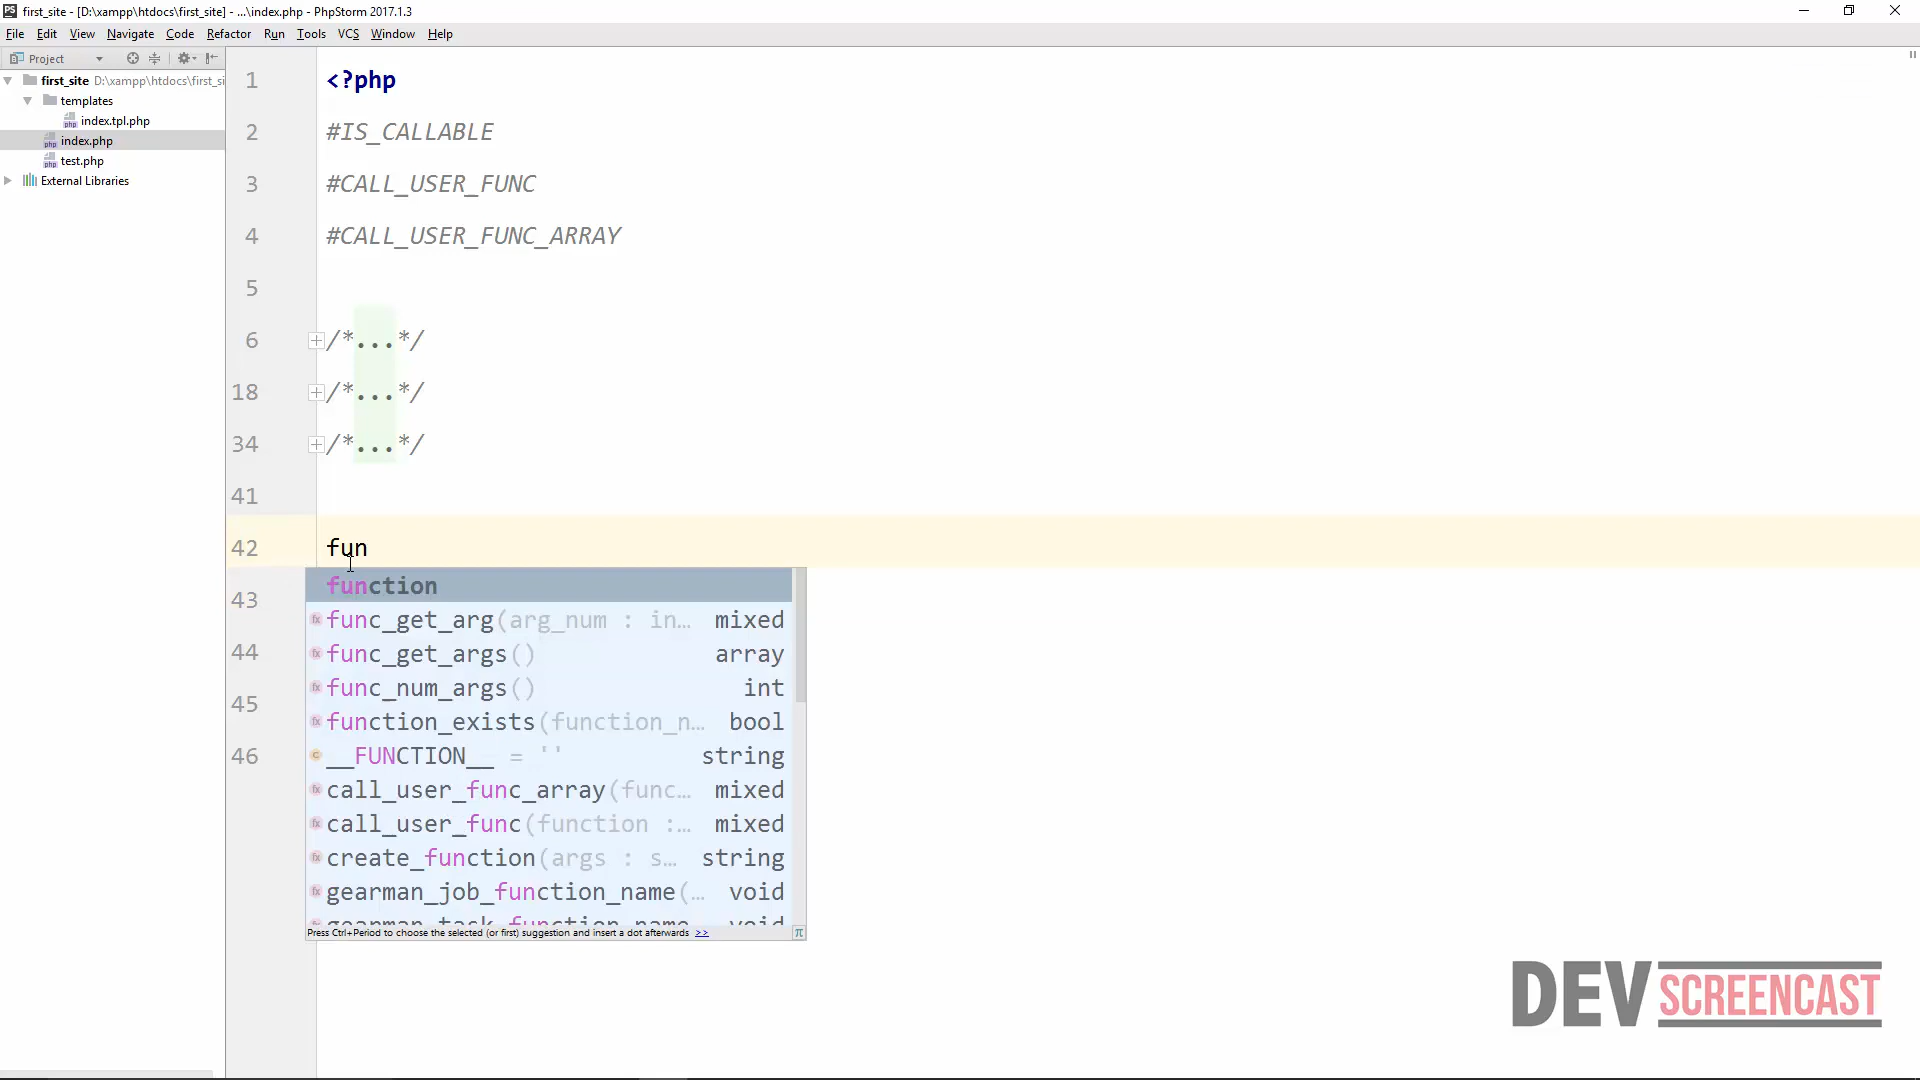 first_site - [D:\xampp\htdocs\first_site] - ...\index.php - PhpStorm 2017.1.3
File Edit View Navigate Code Refactor Run Tools VCS Window Help
Project
first_site D:\xampp\htdocs\first_si
templates
index.tpl.php
index.php
test.php
External Libraries
1 <?php
2 #IS_CALLABLE
3 #CALL_USER_FUNC
4 #CALL_USER_FUNC_ARRAY
5
6 /*...*/
18 /*...*/
34 /*...*/
41
42 fun
43
44
45
46
function
func_get_arg(arg_num : in… mixed
func_get_args() array
func_num_args() int
function_exists(function_n… bool
__FUNCTION__ = '' string
call_user_func_array(func… mixed
call_user_func(function :… mixed
create_function(args : s… string
gearman_job_function_name(… void
gearman_task_function_name void
Press Ctrl+Period to choose the selected (or first) suggestion and insert a dot afterwards >>
DEV SCREENCAST